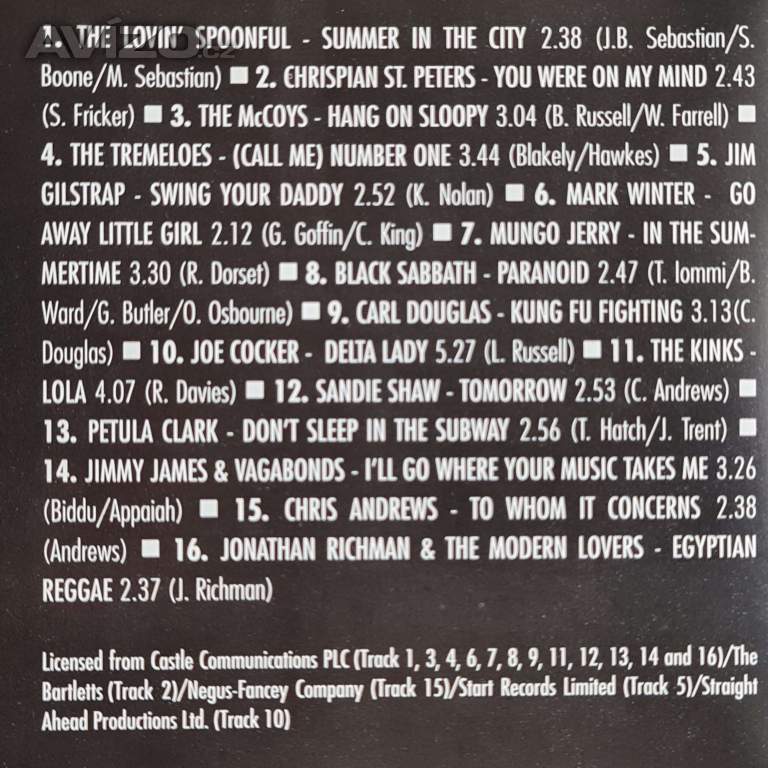 Avízo.cz
1. THE LOVIN' SPOONFUL - SUMMER IN THE CITY 2.38 (J.B. Sebastian/S.
Boone/M. Sebastian) ■ 2. CHRISPIAN ST. PETERS - YOU WERE ON MY MIND 2.43
(S. Fricker) ■ 3. THE McCOYS - HANG ON SLOOPY 3.04 (B. Russell/W. Farrell) ■
4. THE TREMELOES - (CALL ME) NUMBER ONE 3.44 (Blakely/Hawkes) ■ 5. JIM
GILSTRAP - SWING YOUR DADDY 2.52 (K. Nolan) ■ 6. MARK WINTER - GO
AWAY LITTLE GIRL 2.12 (G. Goffin/C. King) ■ 7. MUNGO JERRY - IN THE SUM-
MERTIME 3.30 (R. Dorset) ■ 8. BLACK SABBATH - PARANOID 2.47 (T. Iommi/B.
Ward/G. Butler/O. Osbourne) ■ 9. CARL DOUGLAS - KUNG FU FIGHTING 3.13(C.
Douglas) ■ 10. JOE COCKER - DELTA LADY 5.27 (L. Russell) ■ 11. THE KINKS -
LOLA 4.07 (R. Davies) ■ 12. SANDIE SHAW - TOMORROW 2.53 (C. Andrews) ■
13. PETULA CLARK - DON'T SLEEP IN THE SUBWAY 2.56 (T. Hatch/J. Trent) ■
14. JIMMY JAMES & VAGABONDS - I'LL GO WHERE YOUR MUSIC TAKES ME 3.26
(Biddu/Appaiah) ■ 15. CHRIS ANDREWS - TO WHOM IT CONCERNS 2.38
(Andrews) ■ 16. JONATHAN RICHMAN & THE MODERN LOVERS - EGYPTIAN
REGGAE 2.37 (J. Richman)
Licensed from Castle Communications PLC (Track 1, 3, 4, 6, 7, 8, 9, 11, 12, 13, 14 and 16)/The
Bartletts (Track 2)/Negus-Fancey Company (Track 15)/Start Records Limited (Track 5)/Straight
Ahead Productions Ltd. (Track 10)